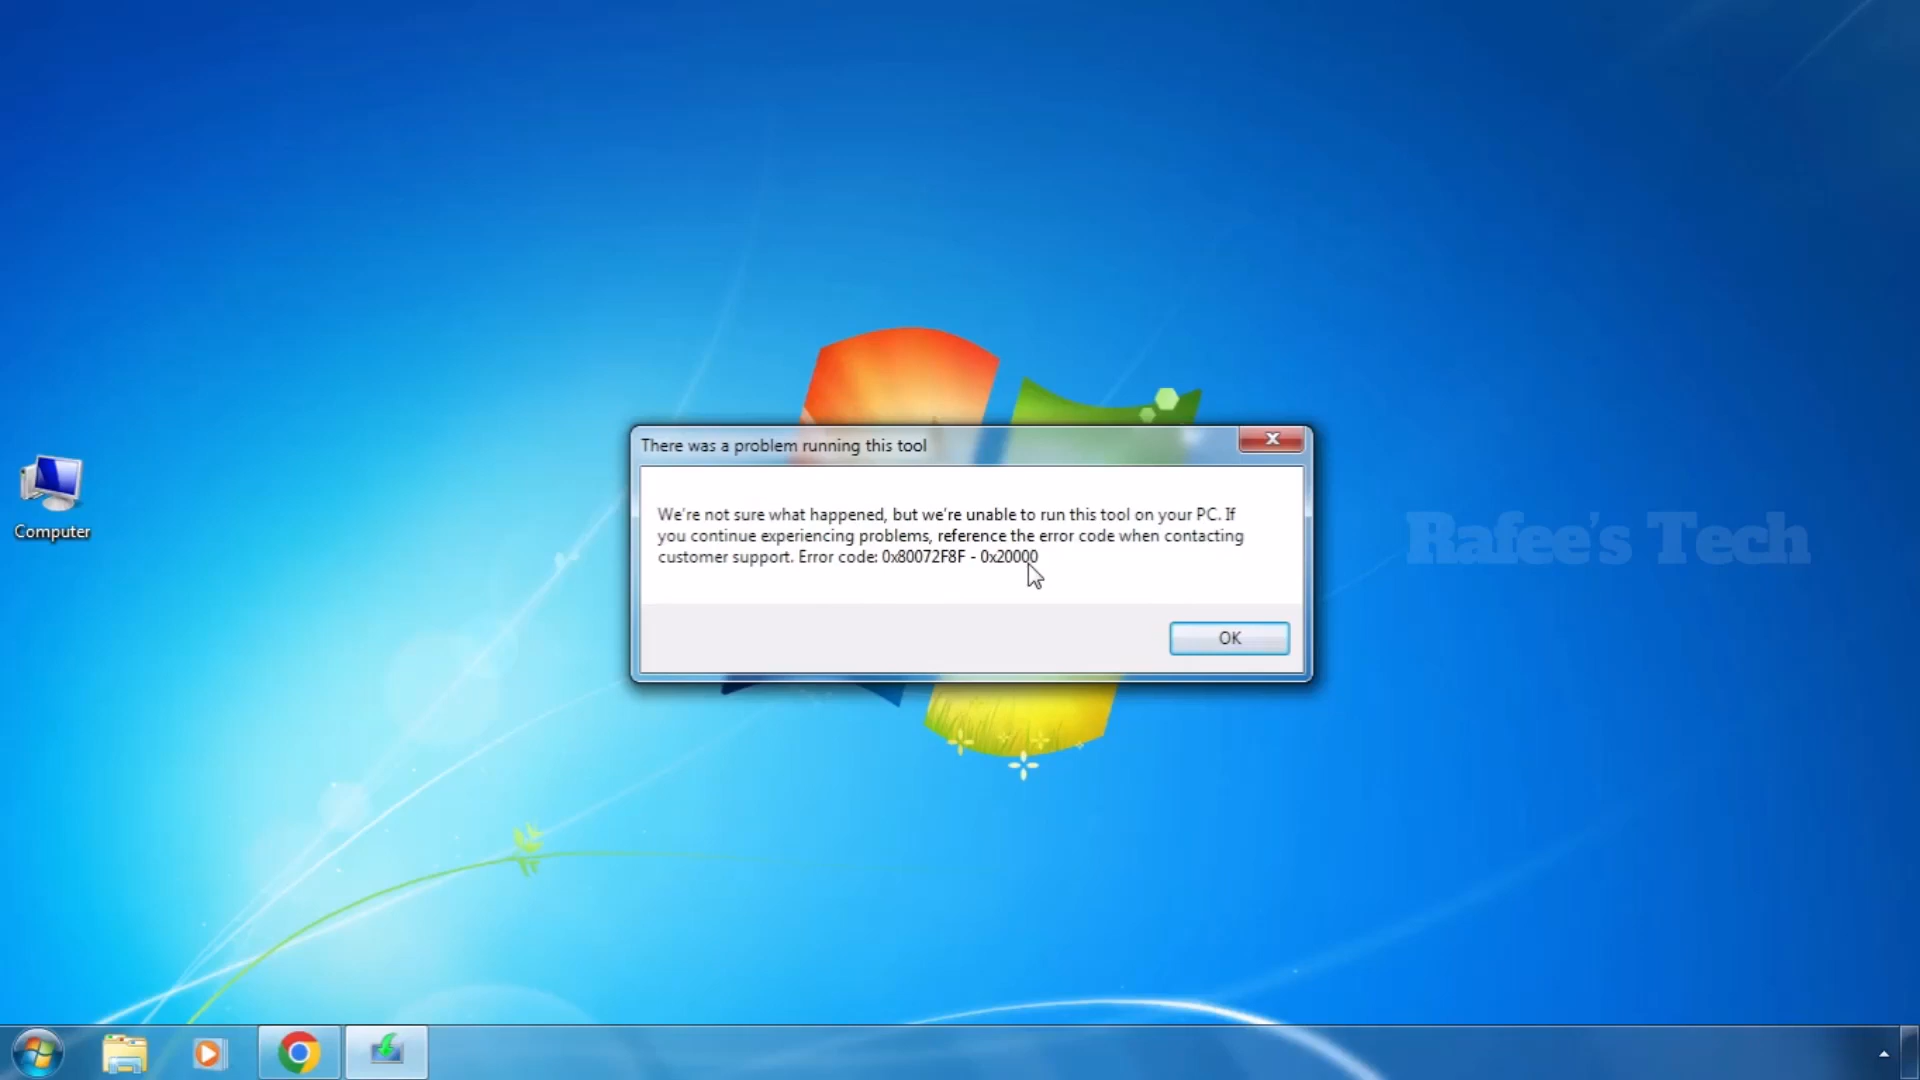 There was a problem running this tool
We're not sure what happened, but we're unable to run this tool on your PC. If
you continue experiencing problems, reference the error code when contacting
customer support. Error code: 0x80072F8F - 0x20000
OK
Computer
Rafee's Tech